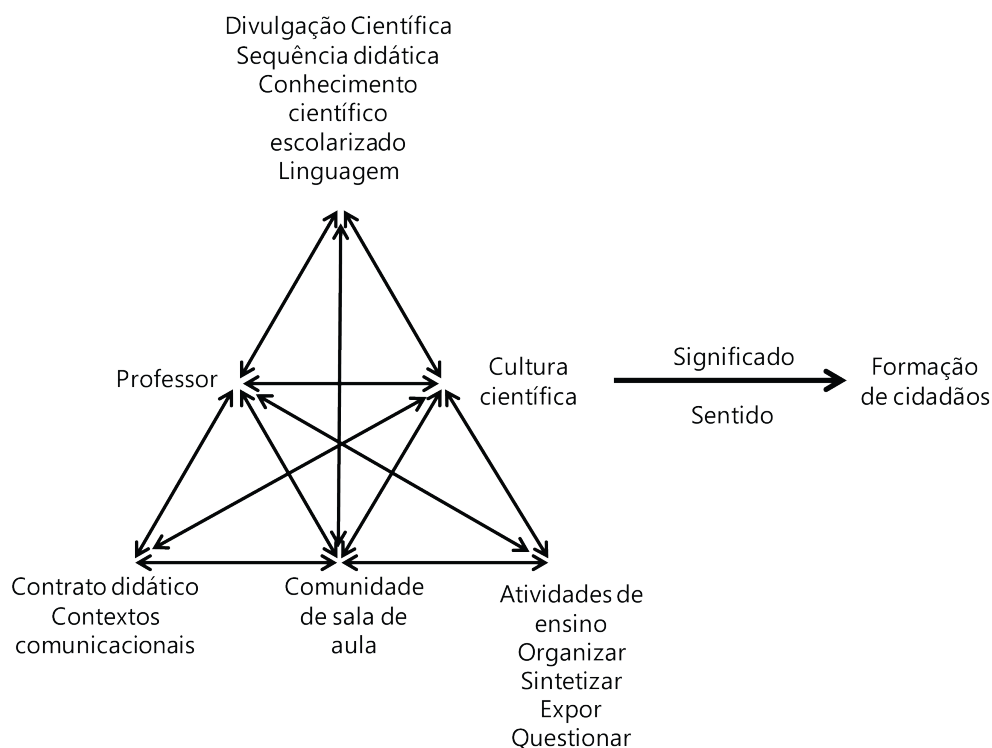 Divulgação Científica
Sequência didática
Conhecimento
científico
escolarizado
Linguagem
Professor
Cultura
científica
Significado
Sentido
Formação
de cidadãos
Contrato didático
Contextos
comunicacionais
Comunidade
de sala de
aula
Atividades de
ensino
Organizar
Sintetizar
Expor
Questionar